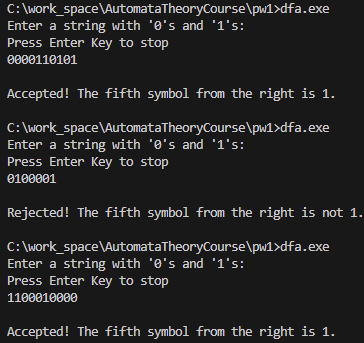 C:\work_space\AutomataTheoryCourse\pw1>dfa.exe
Enter a string with '0's and '1's:
Press Enter Key to stop
0000110101
Accepted! The fifth symbol from the right is 1.
C:\work_space\AutomataTheoryCourse\pw1>dfa.exe
Enter a string with '0's and '1's:
Press Enter Key to stop
0100001
Rejected! The fifth symbol from the right is not 1.
C:\work_space\AutomataTheoryCourse\pw1>dfa.exe
Enter a string with '0's and '1's:
Press Enter Key to stop
1100010000
Accepted! The fifth symbol from the right is 1.